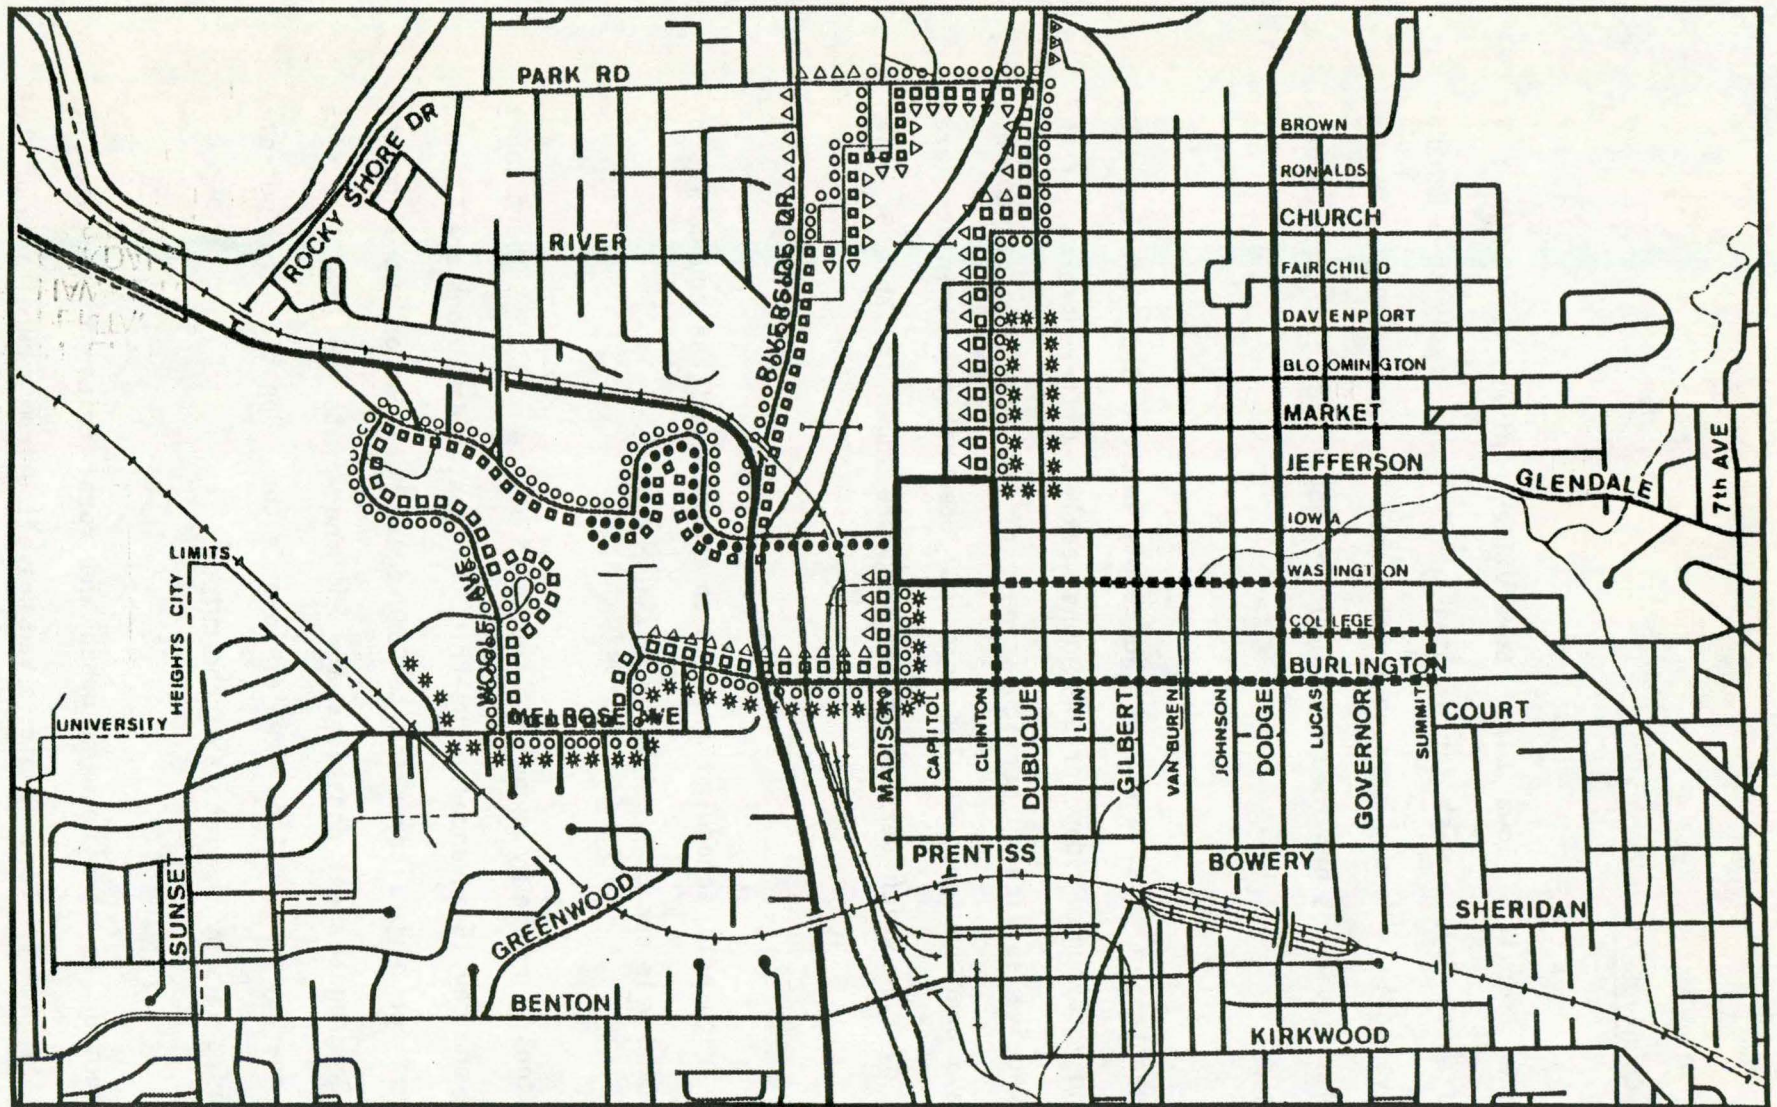 PARK RD
ROCKY SHORE DR
RIVER
RIVERSIDE DR
BROWN
RONALDS
CHURCH
FAIRCHILD
DAVENPORT
BLOOMINGTON
MARKET
JEFFERSON
GLENDALE
7th AVE
IOWA
WASINGTON
COLLEGE
BURLINGTON
COURT
LIMITS
HEIGHTS CITY
UNIVERSITY
WOOLF AVE
MELROSE AVE
MADISON
CAPITOL
CLINTON
DUBUQUE
LINN
GILBERT
VAN BUREN
JOHNSON
DODGE
LUCAS
GOVERNOR
SUMMIT
PRENTISS
BOWERY
SUNSET
GREENWOOD
SHERIDAN
BENTON
KIRKWOOD